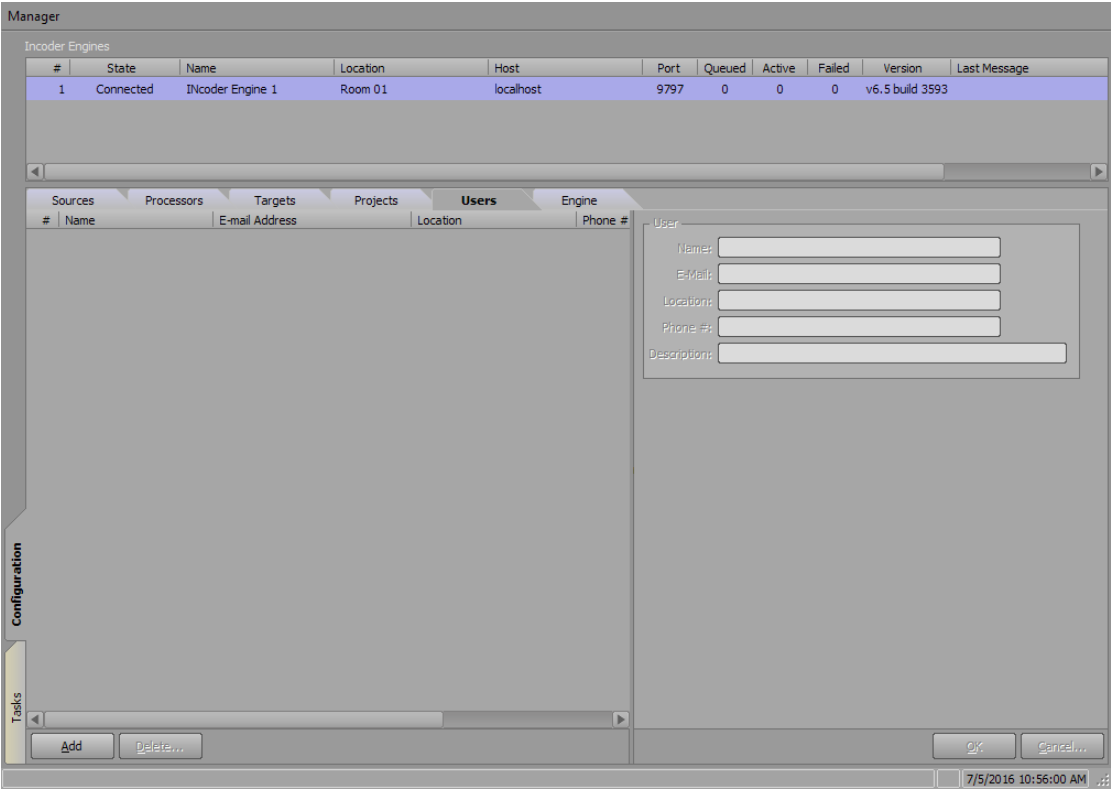 Manager
Incoder Engines
# State Name Location Host Port Queued Active Failed Version Last Message
1 Connected INcoder Engine 1 Room 01 localhost 9797 0 0 0 v6.5 build 3593
Sources Processors Targets Projects Users Engine
# Name E-mail Address Location Phone #
User
Name:
E-Mail:
Location:
Phone #:
Description:
Configuration
Tasks
Add Delete... OK Cancel...
7/5/2016 10:56:00 AM